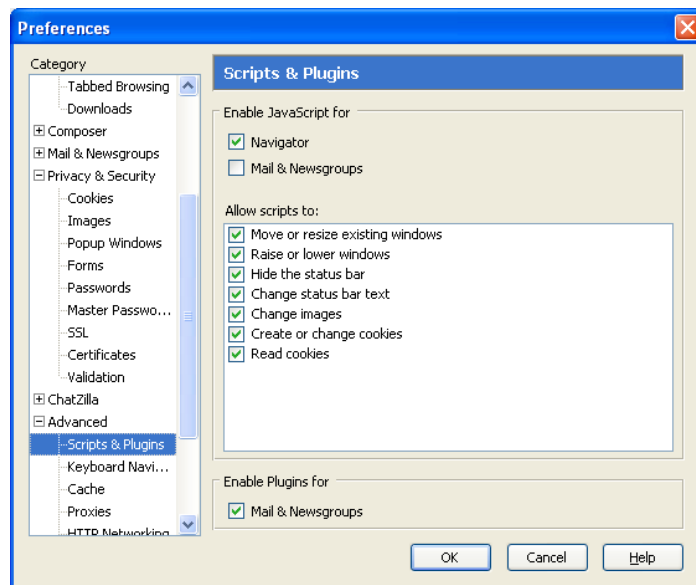 Preferences
Category
Tabbed Browsing
Downloads
Composer
Mail & Newsgroups
Privacy & Security
Cookies
Images
Popup Windows
Forms
Passwords
Master Passwo...
SSL
Certificates
Validation
ChatZilla
Advanced
Scripts & Plugins
Keyboard Navi...
Cache
Proxies
HTTP Networking
Scripts & Plugins
Enable JavaScript for
Navigator
Mail & Newsgroups
Allow scripts to:
Move or resize existing windows
Raise or lower windows
Hide the status bar
Change status bar text
Change images
Create or change cookies
Read cookies
Enable Plugins for
Mail & Newsgroups
OK
Cancel
Help